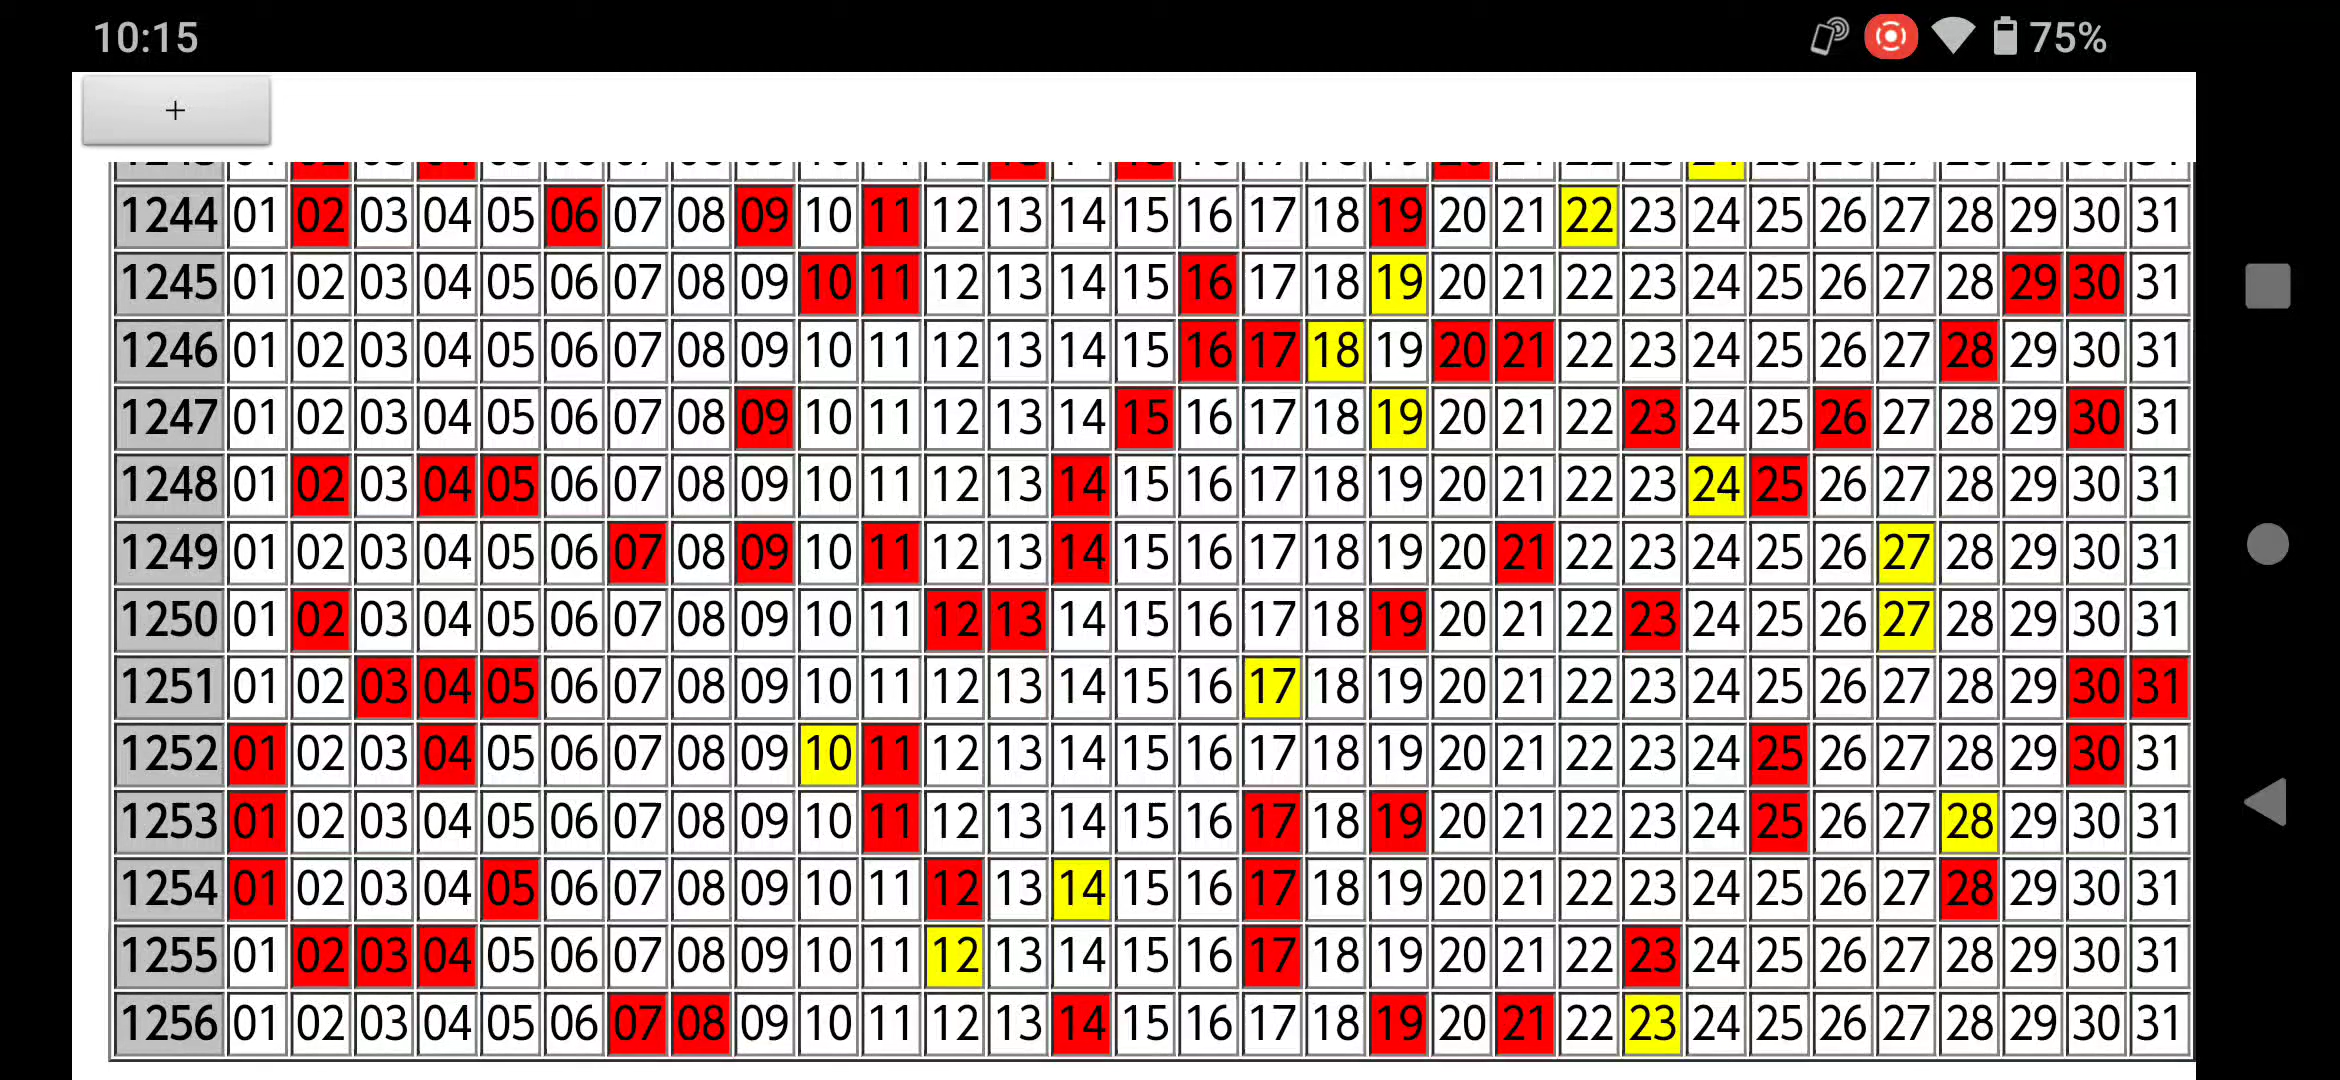 10:15 75%
+
1244 01 02 03 04 05 06 07 08 09 10 11 12 13 14 15 16 17 18 19 20 21 22 23 24 25 26 27 28 29 30 31
1245 01 02 03 04 05 06 07 08 09 10 11 12 13 14 15 16 17 18 19 20 21 22 23 24 25 26 27 28 29 30 31
1246 01 02 03 04 05 06 07 08 09 10 11 12 13 14 15 16 17 18 19 20 21 22 23 24 25 26 27 28 29 30 31
1247 01 02 03 04 05 06 07 08 09 10 11 12 13 14 15 16 17 18 19 20 21 22 23 24 25 26 27 28 29 30 31
1248 01 02 03 04 05 06 07 08 09 10 11 12 13 14 15 16 17 18 19 20 21 22 23 24 25 26 27 28 29 30 31
1249 01 02 03 04 05 06 07 08 09 10 11 12 13 14 15 16 17 18 19 20 21 22 23 24 25 26 27 28 29 30 31
1250 01 02 03 04 05 06 07 08 09 10 11 12 13 14 15 16 17 18 19 20 21 22 23 24 25 26 27 28 29 30 31
1251 01 02 03 04 05 06 07 08 09 10 11 12 13 14 15 16 17 18 19 20 21 22 23 24 25 26 27 28 29 30 31
1252 01 02 03 04 05 06 07 08 09 10 11 12 13 14 15 16 17 18 19 20 21 22 23 24 25 26 27 28 29 30 31
1253 01 02 03 04 05 06 07 08 09 10 11 12 13 14 15 16 17 18 19 20 21 22 23 24 25 26 27 28 29 30 31
1254 01 02 03 04 05 06 07 08 09 10 11 12 13 14 15 16 17 18 19 20 21 22 23 24 25 26 27 28 29 30 31
1255 01 02 03 04 05 06 07 08 09 10 11 12 13 14 15 16 17 18 19 20 21 22 23 24 25 26 27 28 29 30 31
1256 01 02 03 04 05 06 07 08 09 10 11 12 13 14 15 16 17 18 19 20 21 22 23 24 25 26 27 28 29 30 31